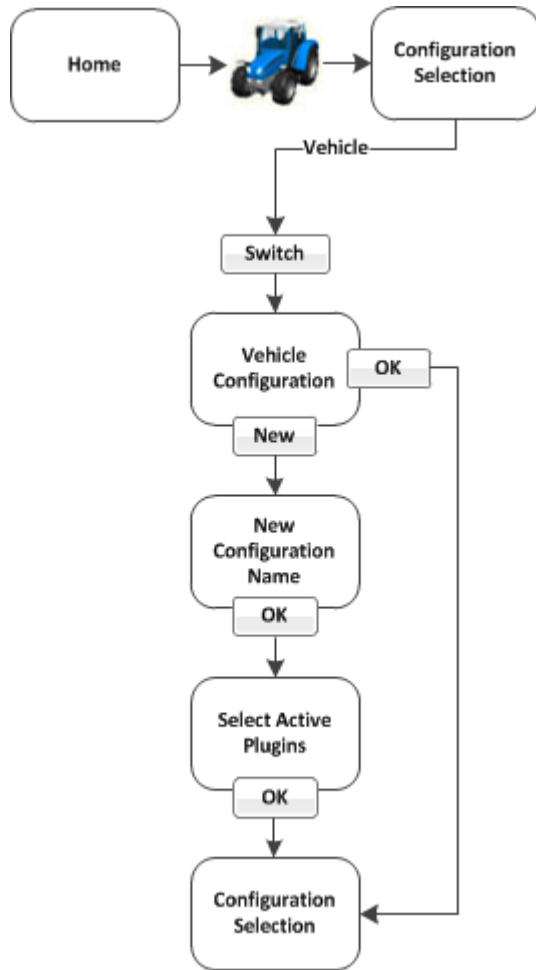 Home
Configuration
Selection
Vehicle
Switch
Vehicle
Configuration
OK
New
New
Configuration
Name
OK
Select Active
Plugins
OK
Configuration
Selection